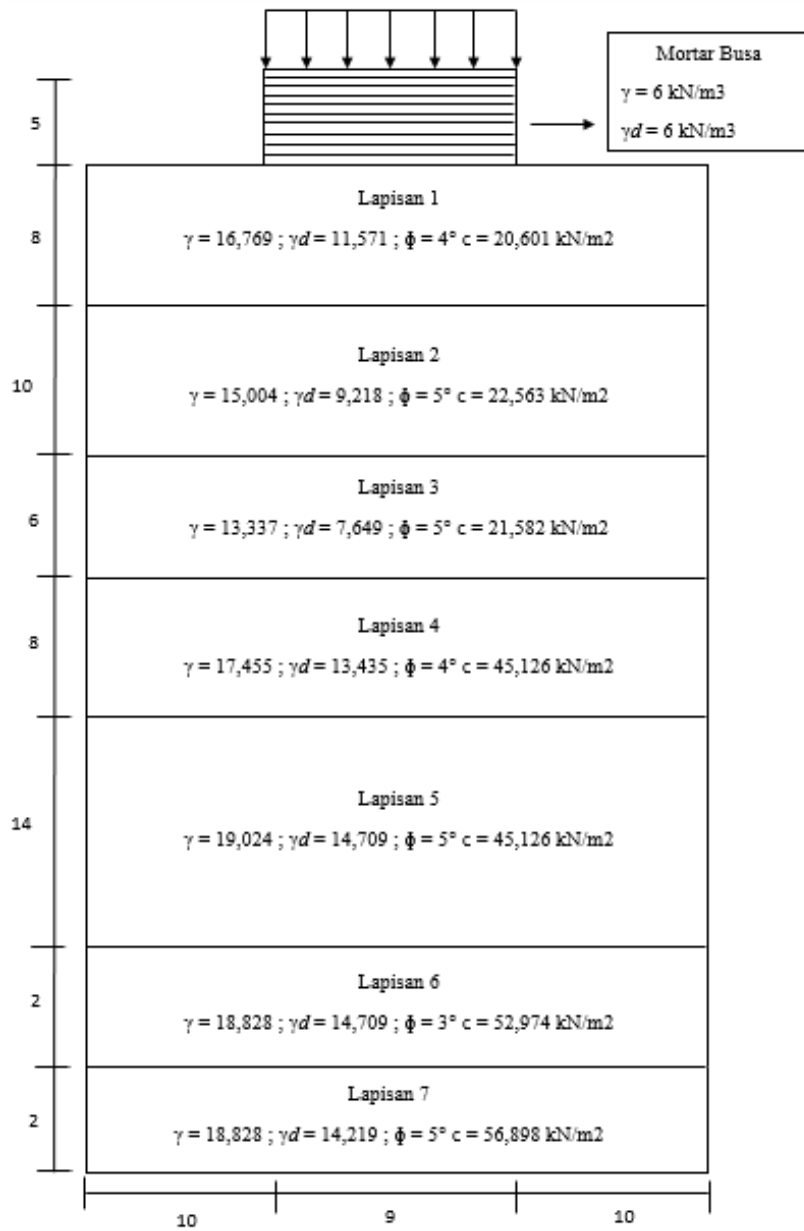 Mortar Busa
γ = 6 kN/m3
γd = 6 kN/m3
5
Lapisan 1
γ = 16,769 ; γd = 11,571 ; ϕ = 4° c = 20,601 kN/m2
8
Lapisan 2
γ = 15,004 ; γd = 9,218 ; ϕ = 5° c = 22,563 kN/m2
10
Lapisan 3
γ = 13,337 ; γd = 7,649 ; ϕ = 5° c = 21,582 kN/m2
6
Lapisan 4
γ = 17,455 ; γd = 13,435 ; ϕ = 4° c = 45,126 kN/m2
8
Lapisan 5
γ = 19,024 ; γd = 14,709 ; ϕ = 5° c = 45,126 kN/m2
14
Lapisan 6
γ = 18,828 ; γd = 14,709 ; ϕ = 3° c = 52,974 kN/m2
2
Lapisan 7
γ = 18,828 ; γd = 14,219 ; ϕ = 5° c = 56,898 kN/m2
2
10 9 10